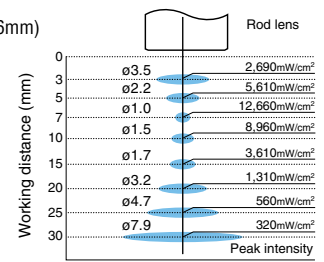 6mm)
Rod lens
0
ø3.5 2,690mW/cm²
3
ø2.2 5,610mW/cm²
5
ø1.0 12,660mW/cm²
7
ø1.5 8,960mW/cm²
10
ø1.7 3,610mW/cm²
15
ø3.2 1,310mW/cm²
20
ø4.7 560mW/cm²
25
ø7.9 320mW/cm²
30
Peak intensity
Working distance (mm)